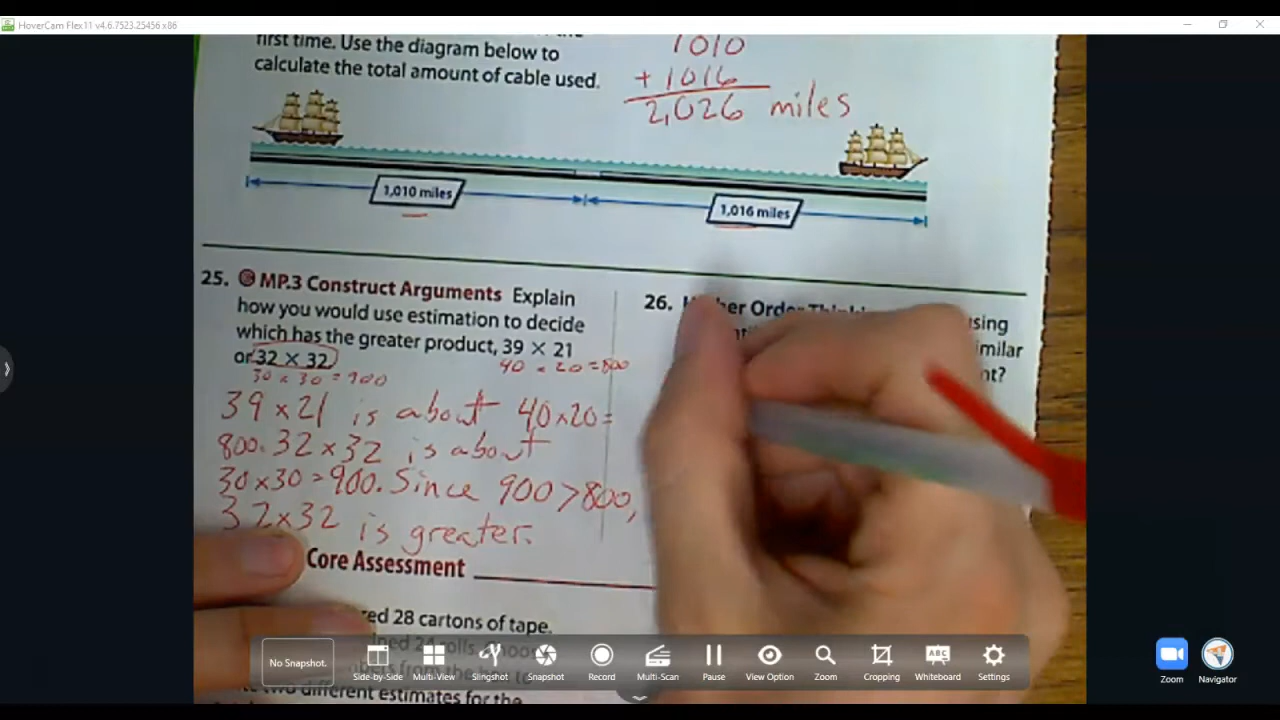 HoverCam Flex11 v4.6.7523.25456 x86
first time. Use the diagram below to
calculate the total amount of cable used.
1010
+ 1016
2,026 miles
1,010 miles
1,016 miles
25. MP.3 Construct Arguments Explain
how you would use estimation to decide
which has the greater product, 39 × 21
or 32 × 32
40 × 20 = 800
30 × 30 = 900
39 × 21 is about 40 × 20 =
800. 32 × 32 is about
30 × 30 = 900. Since 900 > 800,
32 × 32 is greater.
26.
Core Assessment
28 cartons of tape.
different estimates for the
No Snapshot.
Side-by-Side
Multi-View
Slingshot
Snapshot
Record
Multi-Scan
Pause
View Option
Zoom
Cropping
ABC
Whiteboard
Settings
Zoom
Navigator